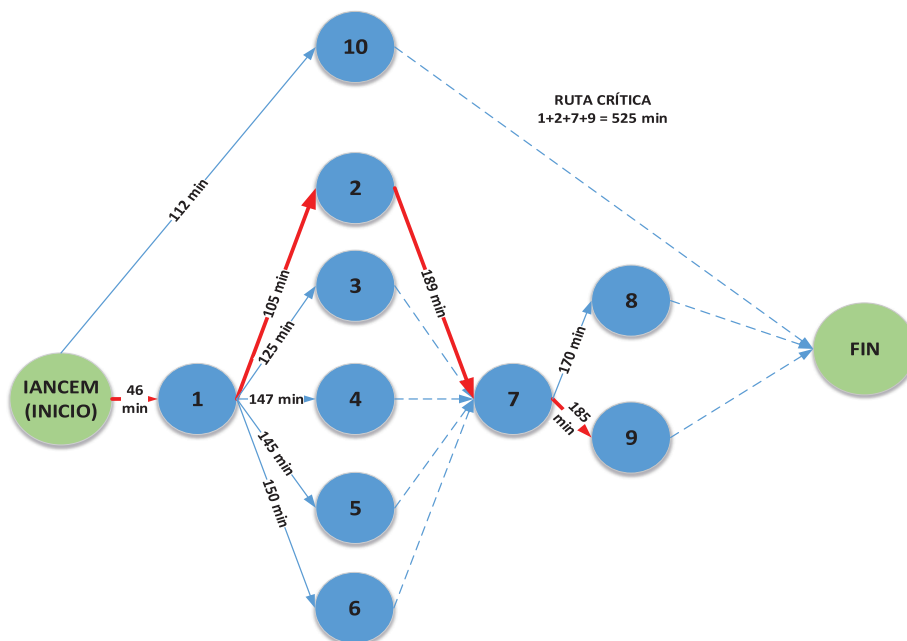 10
RUTA CRÍTICA
1+2+7+9 = 525 min
112 min
2
105 min
189 min
3
125 min
8
170 min
IANCEM
(INICIO)
46
min
1
147 min
4
7
FIN
185
min
9
145 min
5
150 min
6